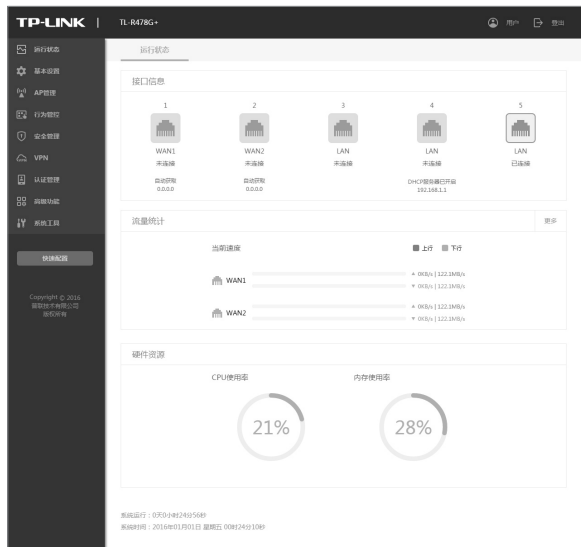 TP-LINK | TL-R478G+ 用户 登出
运行状态
基本设置
AP管理
行为管控
安全管理
VPN
认证管理
高级功能
系统工具
快速配置
Copyright © 2016
普联技术有限公司
版权所有
运行状态
接口信息
1 2 3 4 5
WAN1 WAN2 LAN LAN LAN
未连接 未连接 未连接 未连接 已连接
自动获取 自动获取 DHCP服务器已开启
0.0.0.0 0.0.0.0 192.168.1.1
流量统计 更多
当前速度 上行 下行
WAN1
0KB/s | 122.1MB/s
0KB/s | 122.1MB/s
WAN2
0KB/s | 122.1MB/s
0KB/s | 122.1MB/s
硬件资源
CPU使用率 内存使用率
21% 28%
系统运行：0天0小时24分56秒
系统时间：2016年01月01日 星期五 00时24分10秒